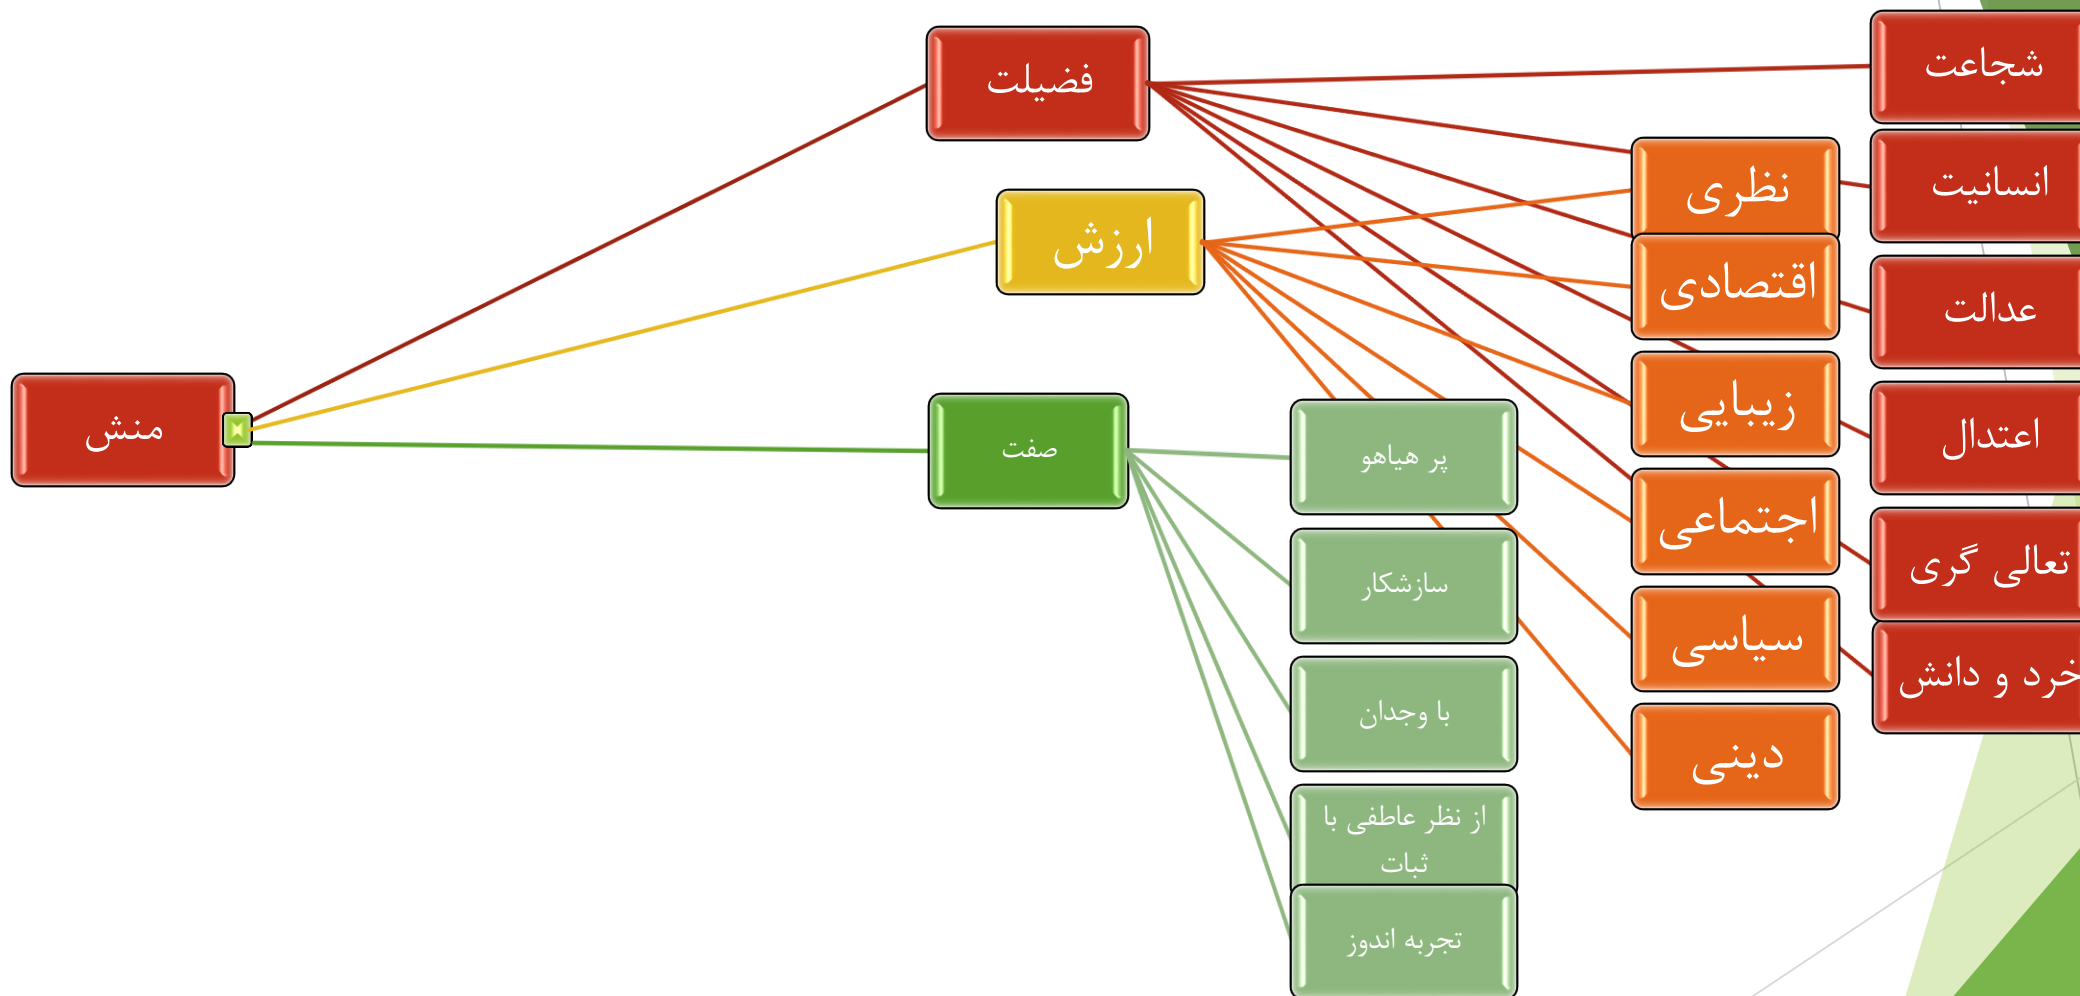 منش
فضیلت
ارزش
صفت
شجاعت
انسانیت
عدالت
اعتدال
تعالی گری
خرد و دانش
نظری
اقتصادی
زیبایی
اجتماعی
سیاسی
دینی
پر هیاهو
سازشکار
با وجدان
از نظر عاطفی با
ثبات
تجربه اندوز